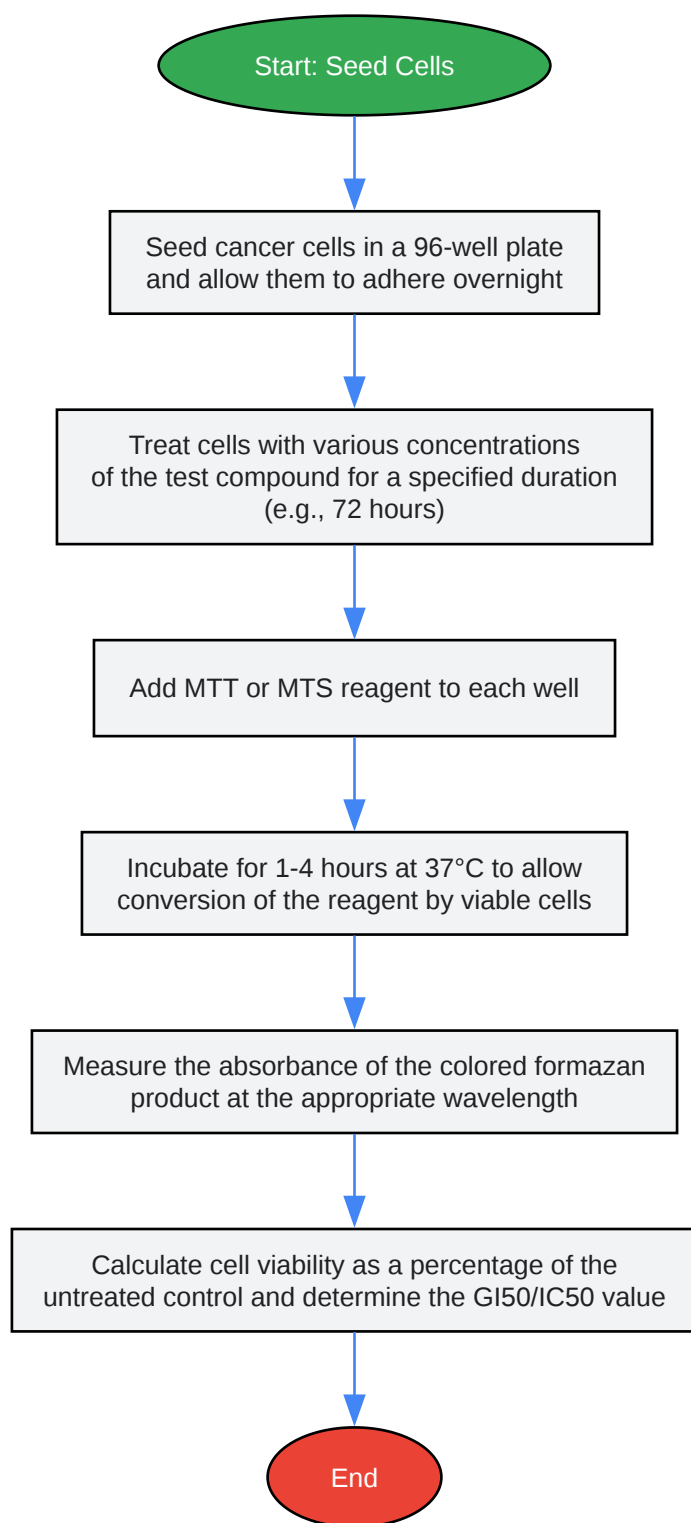 Start: Seed Cells
Seed cancer cells in a 96-well plate
and allow them to adhere overnight
Treat cells with various concentrations
of the test compound for a specified duration
(e.g., 72 hours)
Add MTT or MTS reagent to each well
Incubate for 1-4 hours at 37°C to allow
conversion of the reagent by viable cells
Measure the absorbance of the colored formazan
product at the appropriate wavelength
Calculate cell viability as a percentage of the
untreated control and determine the GI50/IC50 value
End